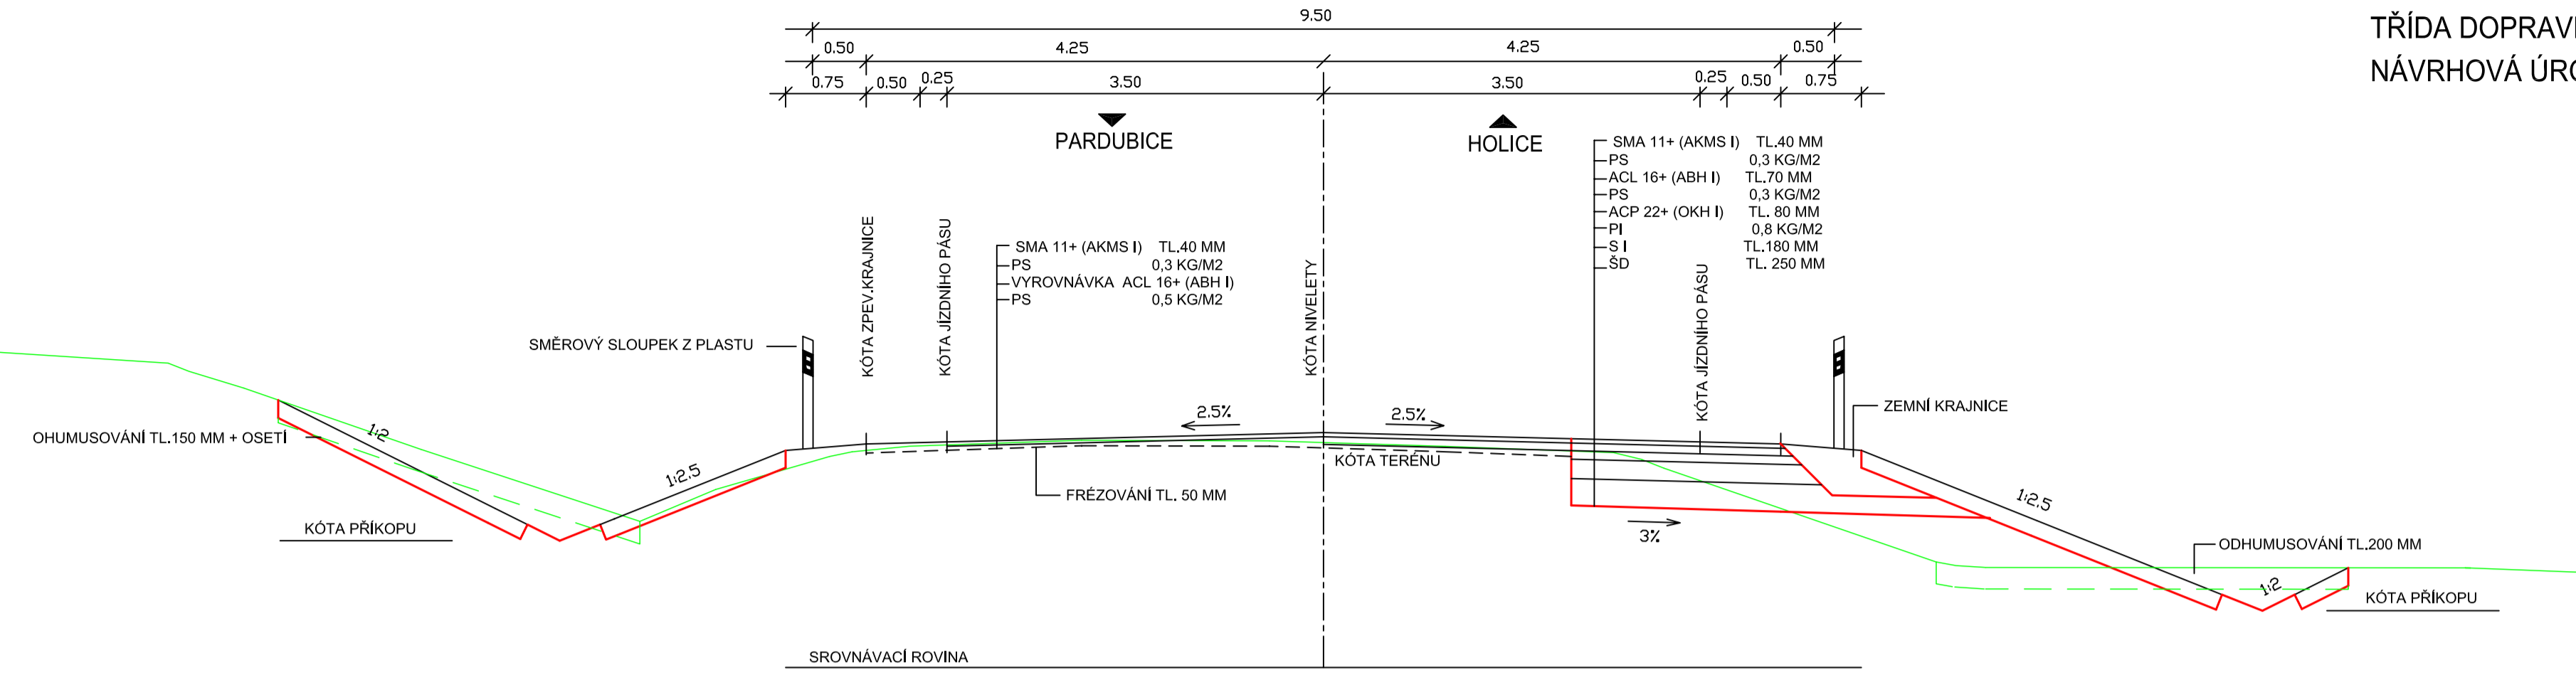 9.50
TŘÍDA DOPRAV
NÁVRHOVÁ ÚR
0.50 4.25 4.25 0.50
0.75 0.50 0.25 3.50 3.50 0.25 0.50 0.75
PARDUBICE
HOLICE
SMA 11+ (AKMS I) TL.40 MM
PS 0,3 KG/M2
ACL 16+ (ABH I) TL.70 MM
PS 0,3 KG/M2
ACP 22+ (OKH I) TL. 80 MM
PI 0,8 KG/M2
S I TL.180 MM
ŠD TL. 250 MM
KÓTA ZPEV.KRAJNICE
KÓTA JÍZDNÍHO PÁSU
SMA 11+ (AKMS I) TL.40 MM
PS 0,3 KG/M2
VYROVNÁVKA ACL 16+ (ABH I)
PS 0,5 KG/M2
KÓTA NIVELETY
KÓTA JÍZDNÍHO PÁSU
SMĚROVÝ SLOUPEK Z PLASTU
ZEMNÍ KRAJNICE
2.5%
2.5%
OHUMUSOVÁNÍ TL.150 MM + OSETÍ
1:2
1:2.5
KÓTA TERÉNU
FRÉZOVÁNÍ TL. 50 MM
1:2.5
KÓTA PŘÍKOPU
3%
ODHUMUSOVÁNÍ TL.200 MM
1:2
KÓTA PŘÍKOPU
SROVNÁVACÍ ROVINA